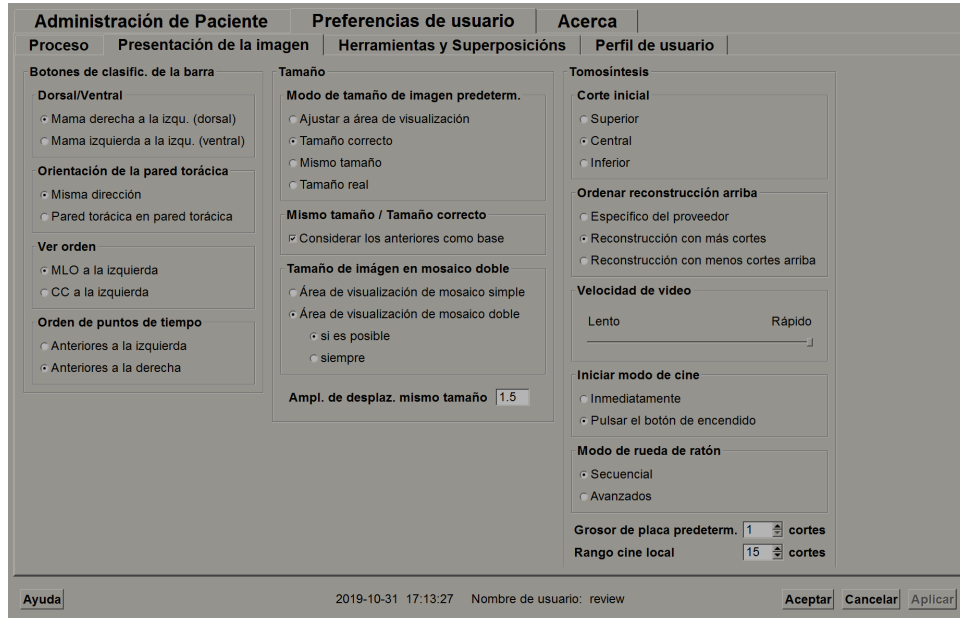 Administración de Paciente
Preferencias de usuario
Acerca
Proceso
Presentación de la imagen
Herramientas y Superposicións
Perfil de usuario
Botones de clasific. de la barra
Dorsal/Ventral
Mama derecha a la izqu. (dorsal)
Mama izquierda a la izqu. (ventral)
Orientación de la pared torácica
Misma dirección
Pared torácica en pared torácica
Ver orden
MLO a la izquierda
CC a la izquierda
Orden de puntos de tiempo
Anteriores a la izquierda
Anteriores a la derecha
Tamaño
Modo de tamaño de imagen predeterm.
Ajustar a área de visualización
Tamaño correcto
Mismo tamaño
Tamaño real
Mismo tamaño / Tamaño correcto
Considerar los anteriores como base
Tamaño de imágen en mosaico doble
Área de visualización de mosaico simple
Área de visualización de mosaico doble
si es posible
siempre
Ampl. de desplaz. mismo tamaño 1.5
Tomosíntesis
Corte inicial
Superior
Central
Inferior
Ordenar reconstrucción arriba
Específico del proveedor
Reconstrucción con más cortes
Reconstrucción con menos cortes arriba
Velocidad de video
Lento Rápido
Iniciar modo de cine
Inmediatamente
Pulsar el botón de encendido
Modo de rueda de ratón
Secuencial
Avanzados
Grosor de placa predeterm. 1 cortes
Rango cine local 15 cortes
Ayuda
2019-10-31 17:13:27 Nombre de usuario: review
Aceptar
Cancelar
Aplicar